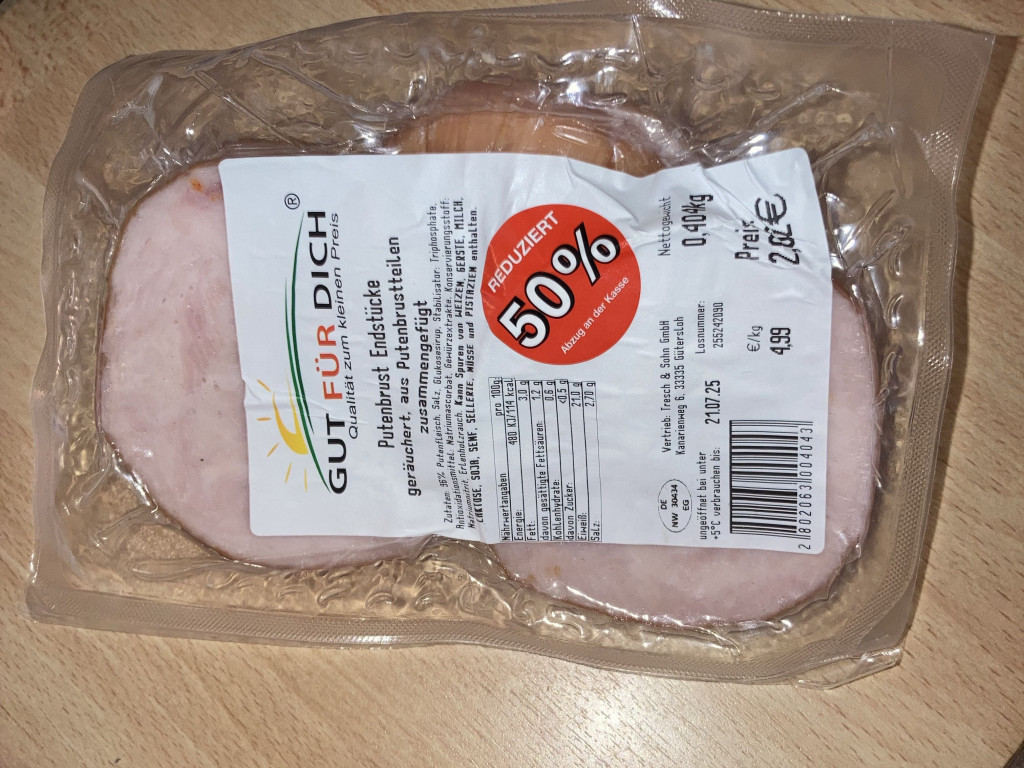 GUT FÜR DICH ®
Qualität zum kleinen Preis
Putenbrust Endstücke
geräuchert, aus Putenbrustteilen
zusammengefügt
Zutaten: 96% Putenfleisch, Salz, Glukosesirup, Stabilisator: Triphosphate,
Antioxidationsmittel: Natriumascorbat, Gewürzextrakte, Konservierungsstoff:
Natriumnitrit, Erlenholzrauch. Kann Spuren von WEIZEN, GERSTE, MILCH,
LAKTOSE, SOJA, SENF, SELLERIE, NÜSSE und PISTAZIEN enthalten.
REDUZIERT
50%
Abzug an der Kasse
Nährwertangaben pro 100g:
Energie: 480 KJ/114 kcal
Fett: 3,0 g
davon gesättigte Fettsäuren: 1,2 g
Kohlenhydrate: 0,6 g
davon Zucker: <0,5 g
Eiweiß: 21,0 g
Salz: 2,70 g
Nettogewicht
0,404kg
Preis:
2,02€
DE
NW 30434
EG
Vertrieb: Tresch & Sohn GmbH
Kanarienweg 6, 33335 Gütersloh
ungeöffnet bei unter
+5°C verbrauchen bis: 21.07.25
Losnummer:
255242090
€/kg
4,99
2 802063 004043